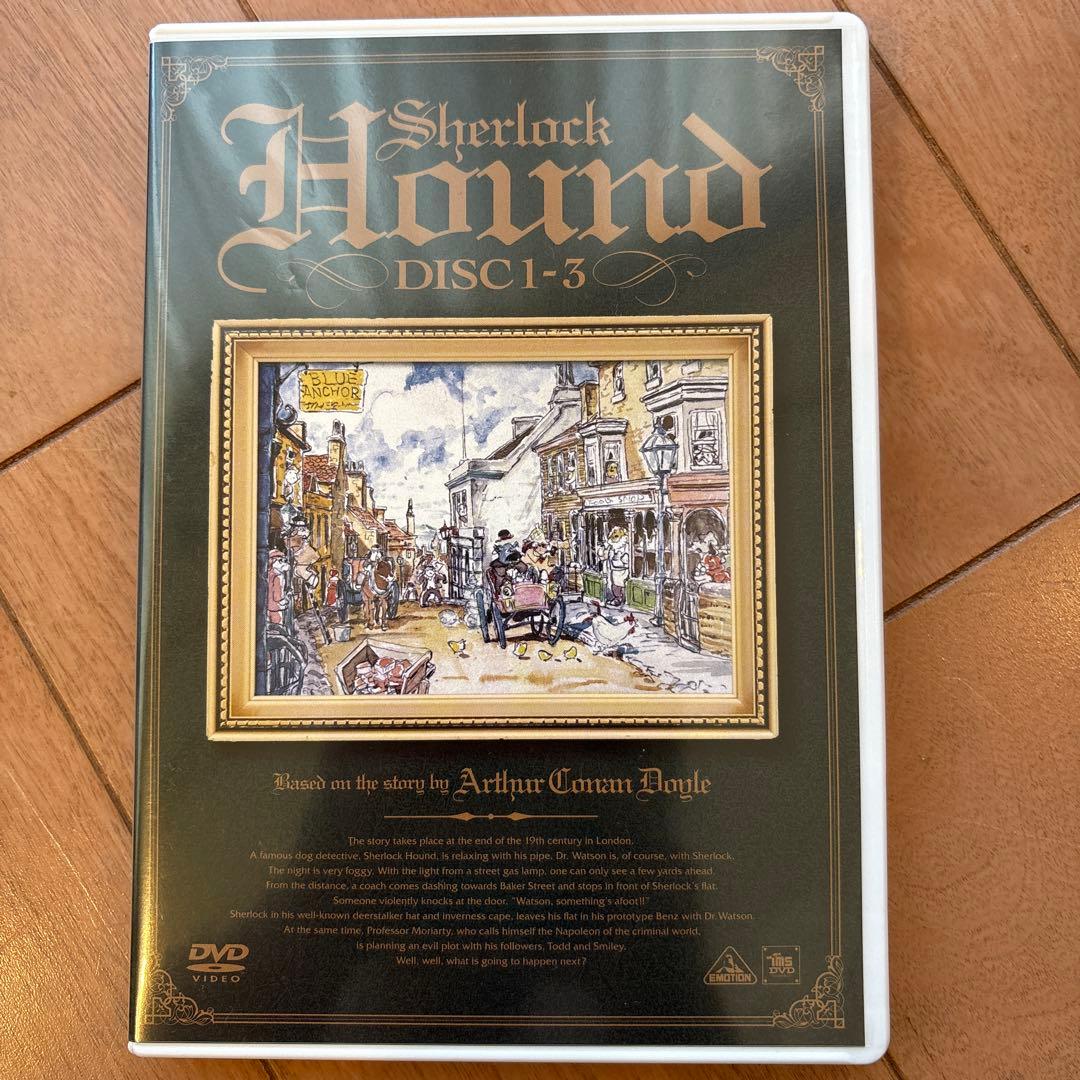 Sherlock
Hound
DISC 1-3
BLUE
ANCHOR
Based on the story by Arthur Conan Doyle
The story takes place at the end of the 19th century in London.
A famous dog detective, Sherlock Hound, is relaxing with his pipe. Dr. Watson is, of course, with Sherlock.
The night is very foggy. With the light from a street gas lamp, one can only see a few yards ahead.
From the distance, a coach comes dashing towards Baker Street and stops in front of Sherlock's flat.
Someone violently knocks at the door. "Watson, something's afoot!!"
Sherlock in his well-known deerstalker hat and inverness cape, leaves his flat in his prototype Benz with Dr. Watson.
At the same time, Professor Moriarty, who calls himself the Napoleon of the criminal world,
is planning an evil plot with his followers, Todd and Smiley.
Well, well, what is going to happen next?
DVD
VIDEO
EMOTION
TMS
DVD